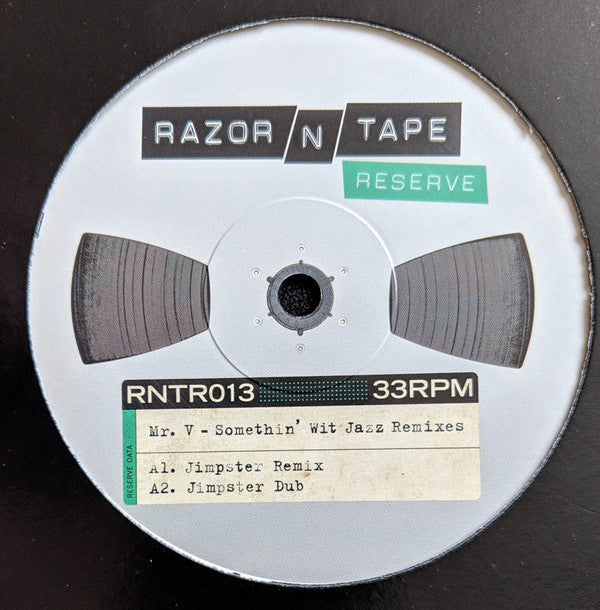 RAZOR N TAPE
RESERVE
RNTR013 33RPM
Mr. V - Somethin' Wit Jazz Remixes
RESERVE DATA
A1. Jimpster Remix
A2. Jimpster Dub